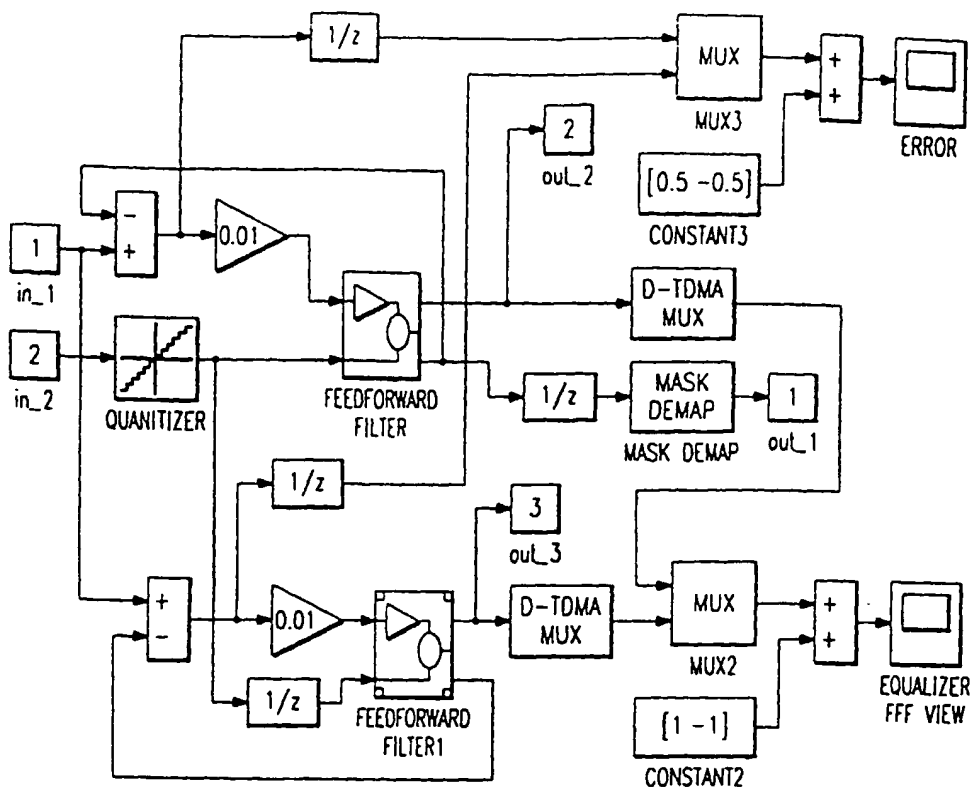 1/z
MUX
MUX3
+
+
ERROR
2
out_2
[0.5 -0.5]
CONSTANT3
-
+
0.01
1
in_1
2
in_2
QUANITIZER
FEEDFORWARD
FILTER
D-TDMA
MUX
1/z
MASK
DEMAP
MASK DEMAP
1
out_1
1/z
3
out_3
+
-
0.01
1/z
FEEDFORWARD
FILTER1
D-TDMA
MUX
MUX
MUX2
+
+
EQUALIZER
FFF VIEW
[1 -1]
CONSTANT2